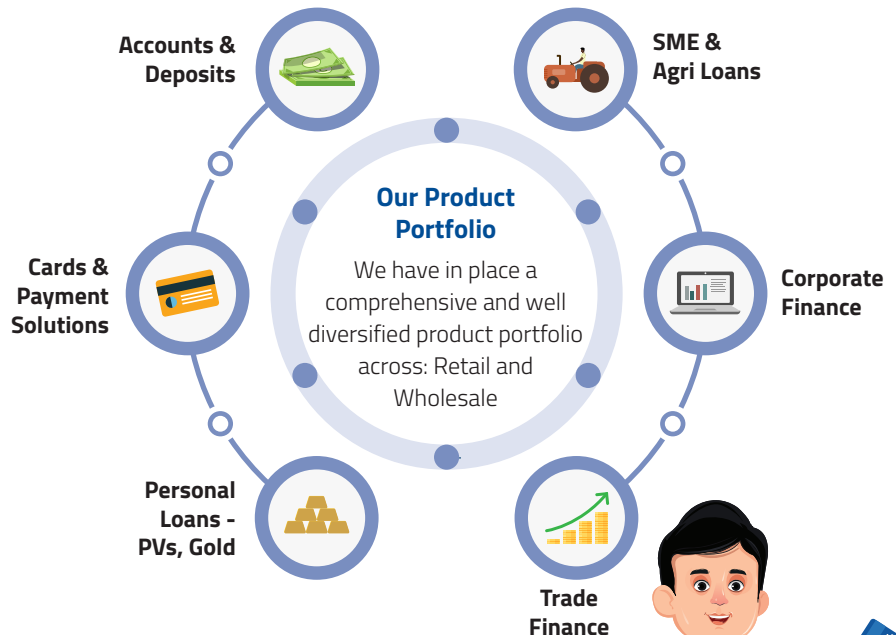 Accounts &
Deposits
SME &
Agri Loans
Our Product
Portfolio
We have in place a
comprehensive and well
diversified product portfolio
across: Retail and
Wholesale
Cards &
Payment
Solutions
Corporate
Finance
Personal
Loans -
PVs, Gold
Trade
Finance